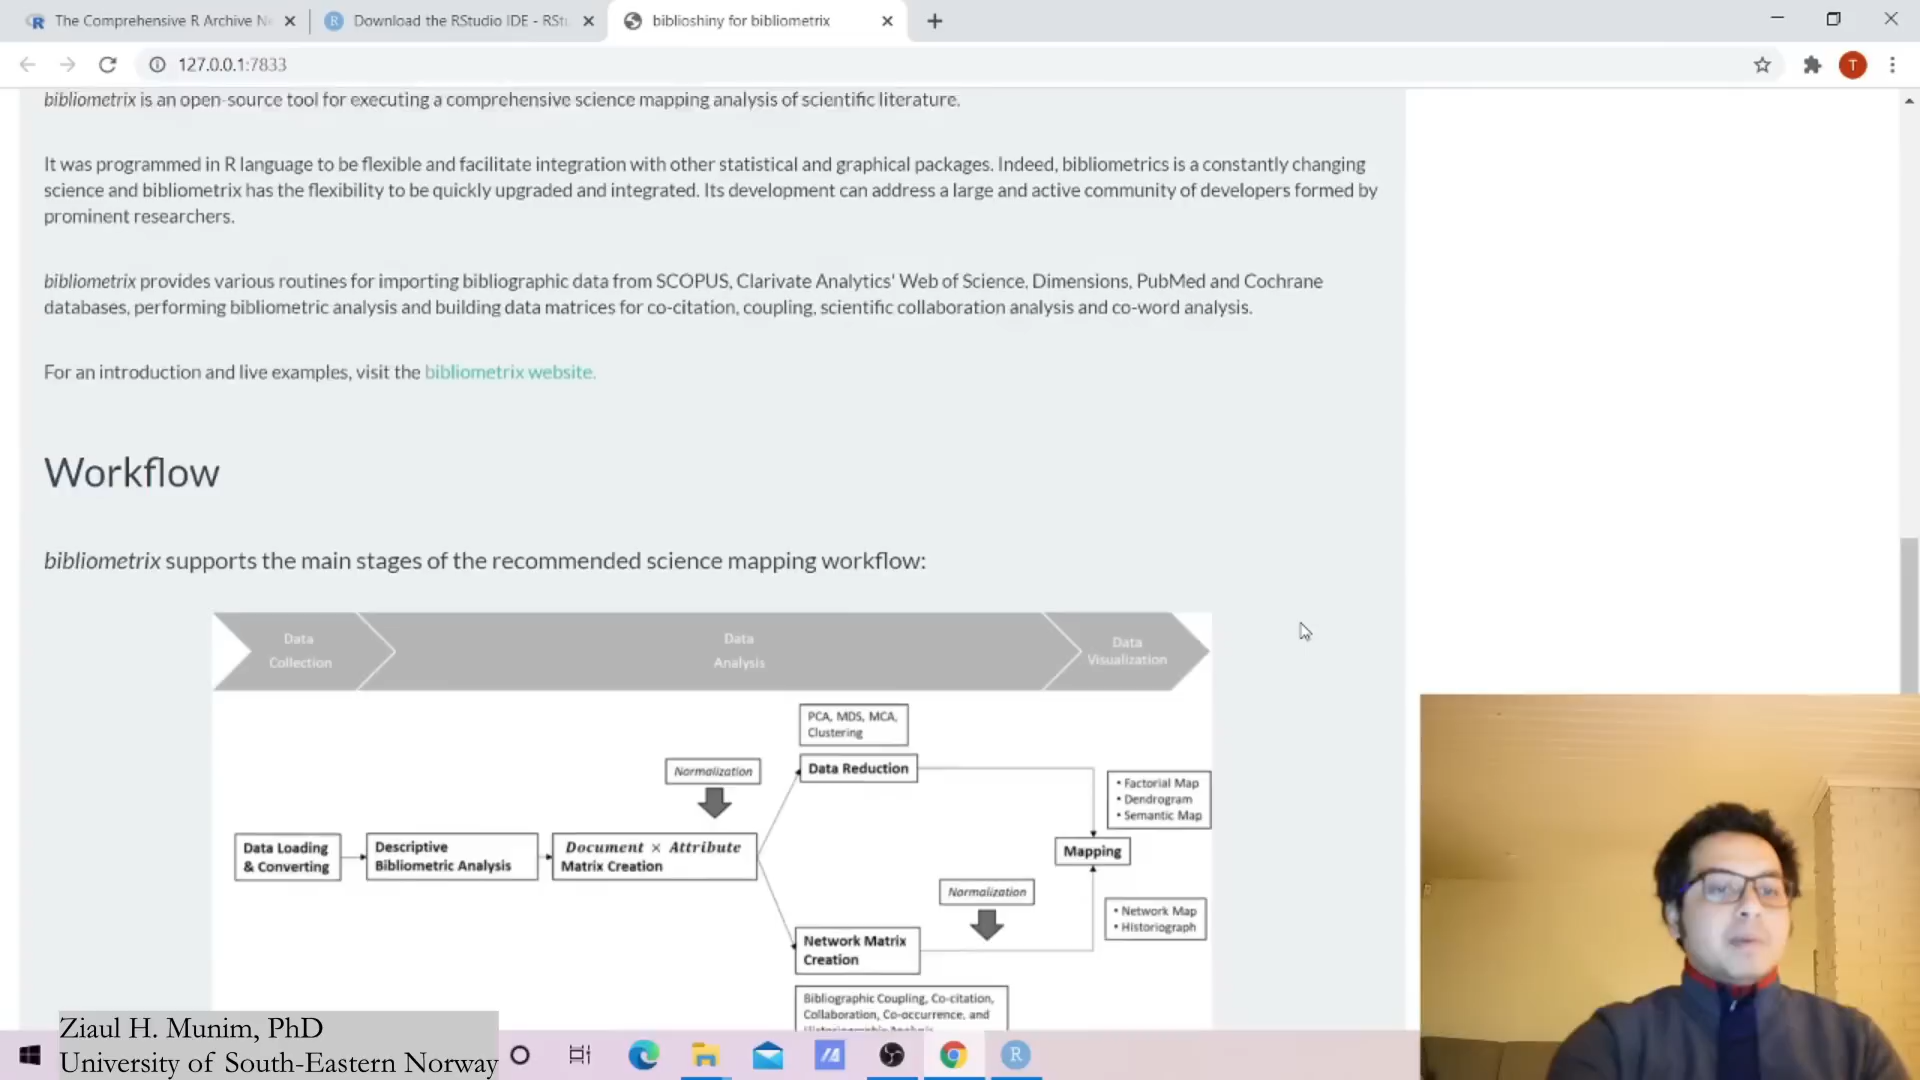 The Comprehensive R Archive Ne
Download the RStudio IDE - RStu
biblioshiny for bibliometrix
127.0.0.1:7833
T
bibliometrix is an open-source tool for executing a comprehensive science mapping analysis of scientific literature.
It was programmed in R language to be flexible and facilitate integration with other statistical and graphical packages. Indeed, bibliometrics is a constantly changing
science and bibliometrix has the flexibility to be quickly upgraded and integrated. Its development can address a large and active community of developers formed by
prominent researchers.
bibliometrix provides various routines for importing bibliographic data from SCOPUS, Clarivate Analytics' Web of Science, Dimensions, PubMed and Cochrane
databases, performing bibliometric analysis and building data matrices for co-citation, coupling, scientific collaboration analysis and co-word analysis.
For an introduction and live examples, visit the bibliometrix website.
Workflow
bibliometrix supports the main stages of the recommended science mapping workflow:
Data
Collection
Data
Analysis
Data
Visualization
PCA, MDS, MCA,
Clustering
Normalization
Data Reduction
• Factorial Map
• Dendrogram
• Semantic Map
Data Loading
& Converting
Descriptive
Bibliometric Analysis
Document × Attribute
Matrix Creation
Mapping
Normalization
• Network Map
• Historiograph
Network Matrix
Creation
Bibliographic Coupling, Co-citation,
Collaboration, Co-occurrence, and
Ziaul H. Munim, PhD
University of South-Eastern Norway
R